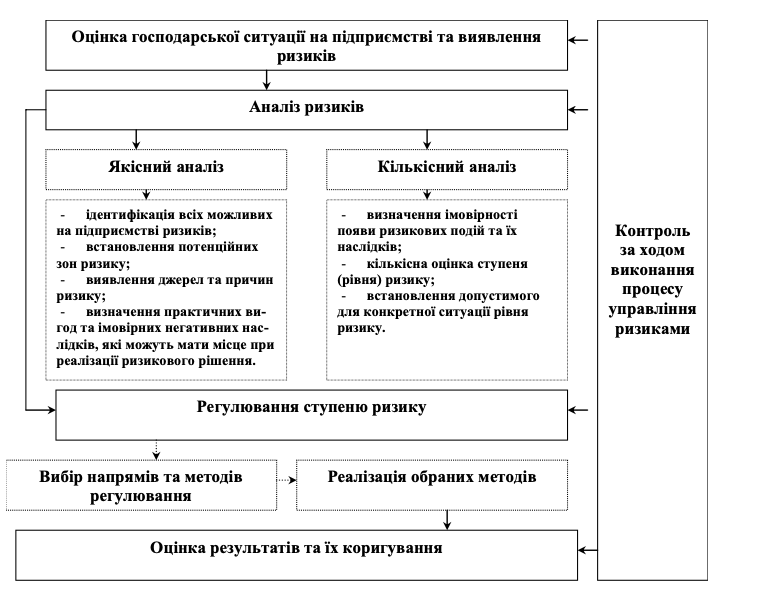 Оцінка господарської ситуації на підприємстві та виявлення
ризиків
Аналіз ризиків
Якісний аналіз
Кількісний аналіз
- ідентифікація всіх можливих
на підприємстві ризиків;
- встановлення потенційних
зон ризику;
- виявлення джерел та причин
ризику;
- визначення практичних ви-
год та імовірних негативних нас-
лідків, які можуть мати місце при
реалізації ризикового рішення.
- визначення імовірності
появи ризикових подій та їх
наслідків;
- кількісна оцінка ступеня
(рівня) ризику;
- встановлення допустимого
для конкретної ситуації рівня
ризику.
Регулювання ступеню ризику
Вибір напрямів та методів
регулювання
Реалізація обраних методів
Оцінка результатів та їх коригування
Контроль
за ходом
виконання
процесу
управління
ризиками